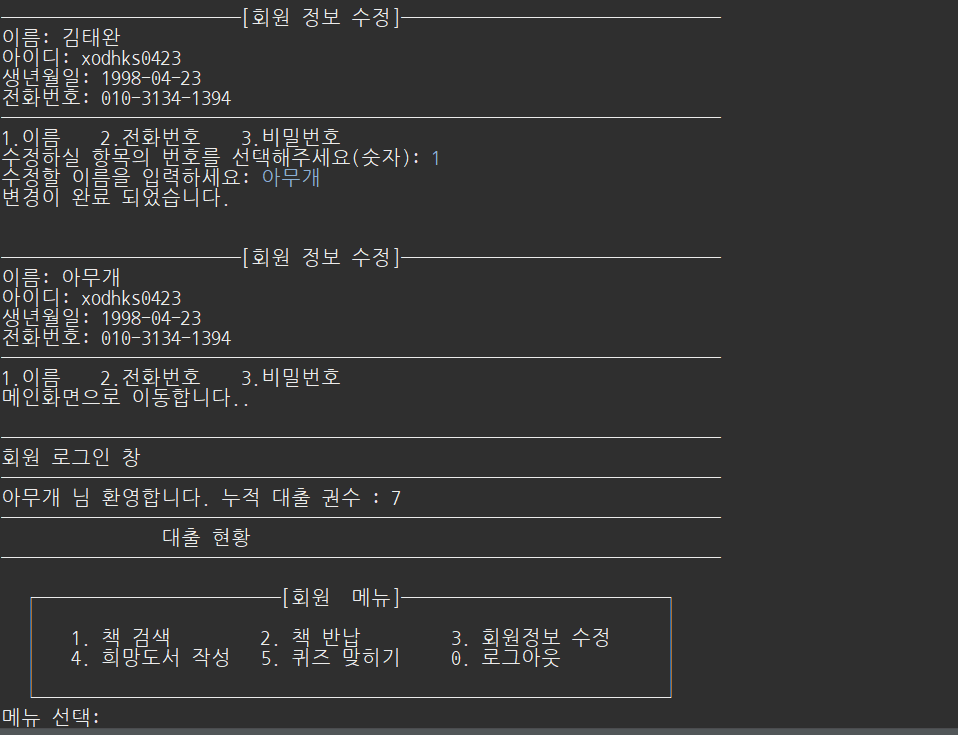 [회원 정보 수정]
이름: 김태완
아이디: xodhks0423
생년월일: 1998-04-23
전화번호: 010-3134-1394
1.이름 2.전화번호 3.비밀번호
수정하실 항목의 번호를 선택해주세요(숫자): 1
수정할 이름을 입력하세요: 아무개
변경이 완료 되었습니다.
[회원 정보 수정]
이름: 아무개
아이디: xodhks0423
생년월일: 1998-04-23
전화번호: 010-3134-1394
1.이름 2.전화번호 3.비밀번호
메인화면으로 이동합니다..
회원 로그인 창
아무개 님 환영합니다. 누적 대출 권수 : 7
대출 현황
[회원 메뉴]
1. 책 검색 2. 책 반납 3. 회원정보 수정
4. 희망도서 작성 5. 퀴즈 맞히기 0. 로그아웃
메뉴 선택: